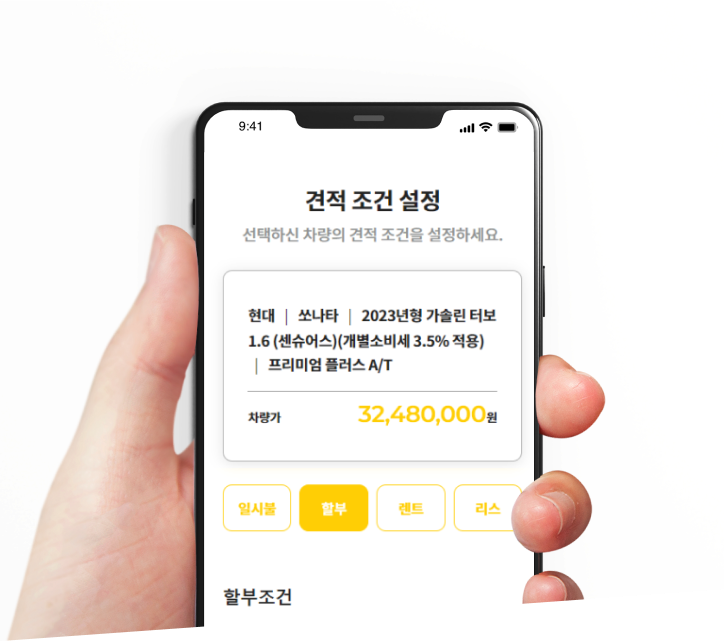 9:41
견적 조건 설정
선택하신 차량의 견적 조건을 설정하세요.
현대 | 쏘나타 | 2023년형 가솔린 터보
1.6 (센슈어스)(개별소비세 3.5% 적용)
| 프리미엄 플러스 A/T
차량가 32,480,000원
일시불 할부 렌트 리스
할부조건